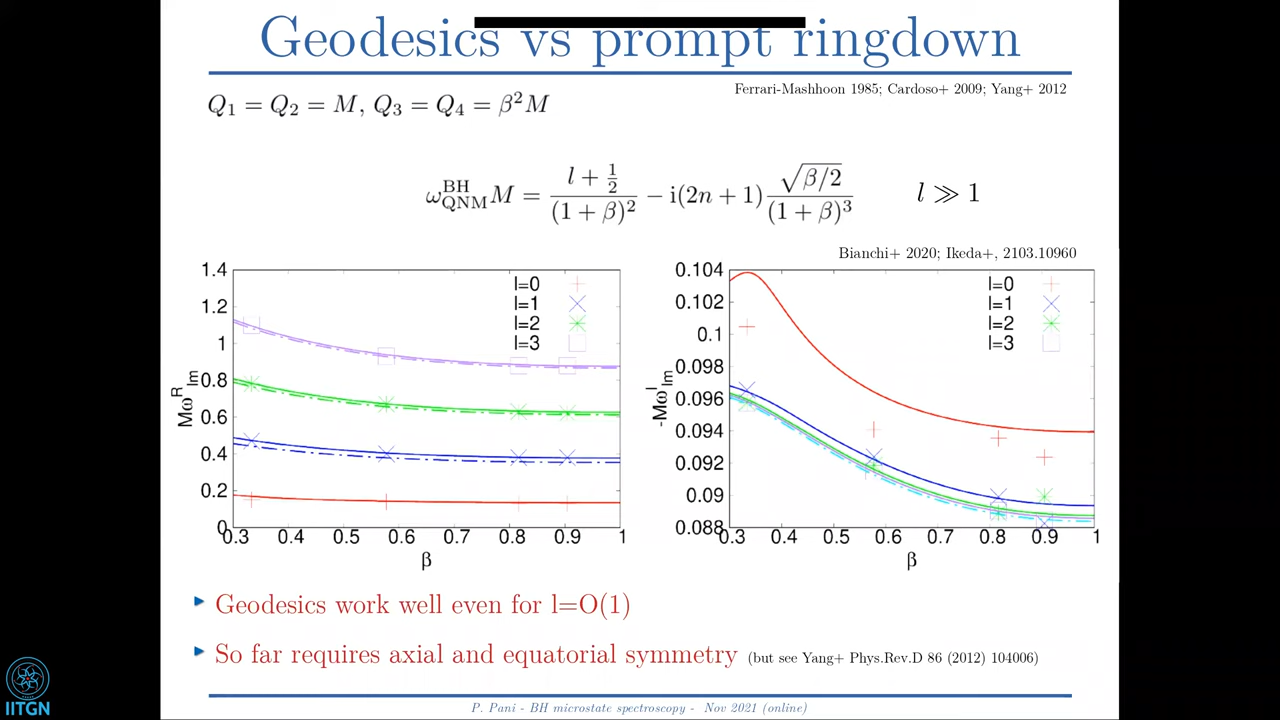 Geodesics vs prompt ringdown
Ferrari-Mashhoon 1985; Cardoso+ 2009; Yang+ 2012
Q₁ = Q₂ = M, Q₃ = Q₄ = β²M
ω^BH_QNM M = (l + 1/2)/(1 + β)² − i(2n + 1) √(β/2)/(1 + β)³ l ≫ 1
Bianchi+ 2020; Ikeda+, 2103.10960
1.4
1.2
1
0.8
0.6
0.4
0.2
0
Mω^R_lm
l=0
l=1
l=2
l=3
0.3 0.4 0.5 0.6 0.7 0.8 0.9 1
β
0.104
0.102
0.1
0.098
0.096
0.094
0.092
0.09
0.088
-Mω^I_lm
l=0
l=1
l=2
l=3
0.3 0.4 0.5 0.6 0.7 0.8 0.9 1
β
Geodesics work well even for l=O(1)
So far requires axial and equatorial symmetry (but see Yang+ Phys.Rev.D 86 (2012) 104006)
P. Pani - BH microstate spectroscopy - Nov 2021 (online)
IITGN